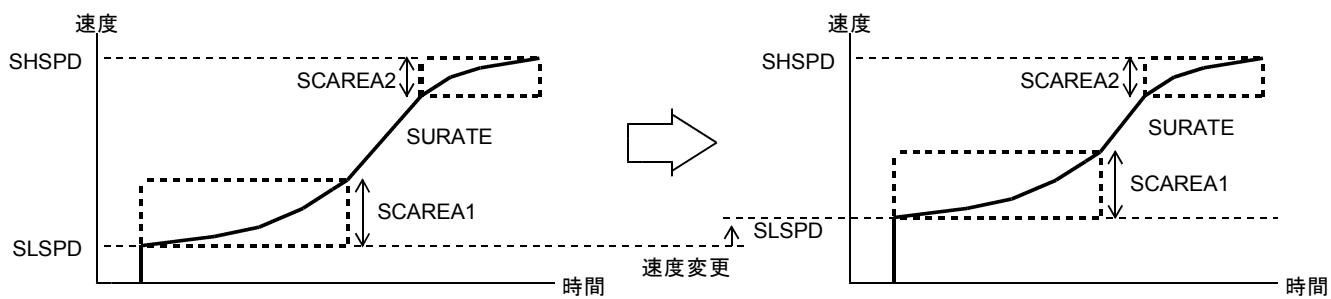 速度
SHSPD
SCAREA2
SURATE
SCAREA1
SLSPD
時間
速度変更
速度
SHSPD
SCAREA2
SURATE
SCAREA1
SLSPD
時間